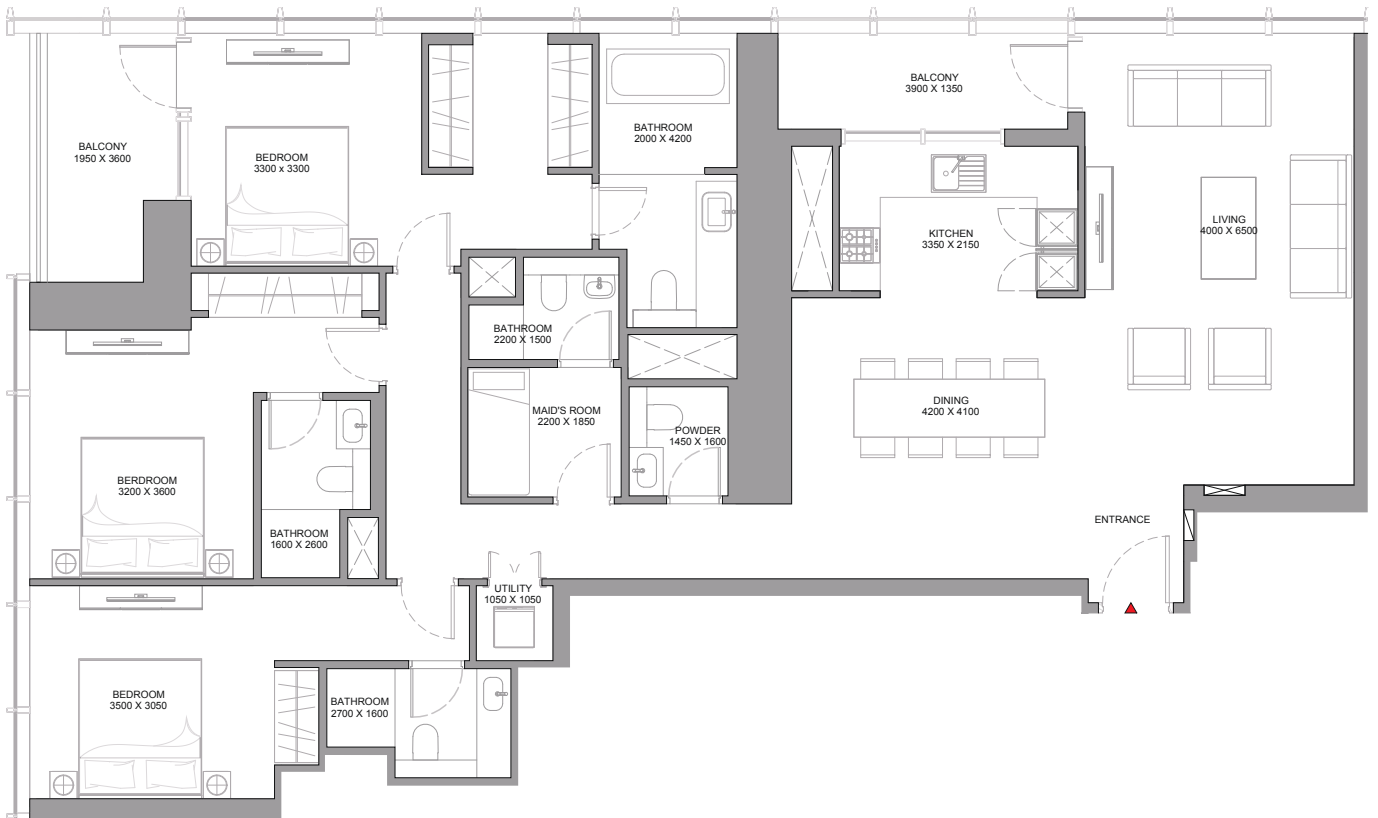 BALCONY
1950 X 3600
BEDROOM
3300 x 3300
BATHROOM
2000 X 4200
BALCONY
3900 X 1350
KITCHEN
3350 X 2150
LIVING
4000 X 6500
BATHROOM
2200 X 1500
MAID'S ROOM
2200 X 1850
POWDER
1450 X 1600
DINING
4200 X 4100
BERDROOM
3200 X 3600
BATHROOM
1600 X 2600
ENTRANCE
UTILITY
1050 X 1050
BEDROOM
3500 X 3050
BATHROOM
2700 X 1600